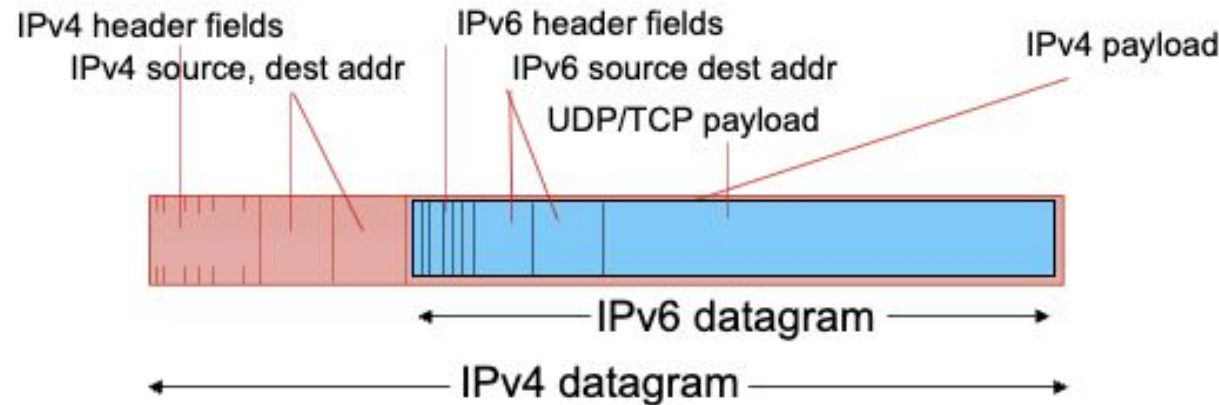 IPv4 header fields
IPv6 header fields
IPv4 payload
IPv4 source, dest addr
IPv6 source dest addr
UDP/TCP payload
IPv6 datagram
IPv4 datagram